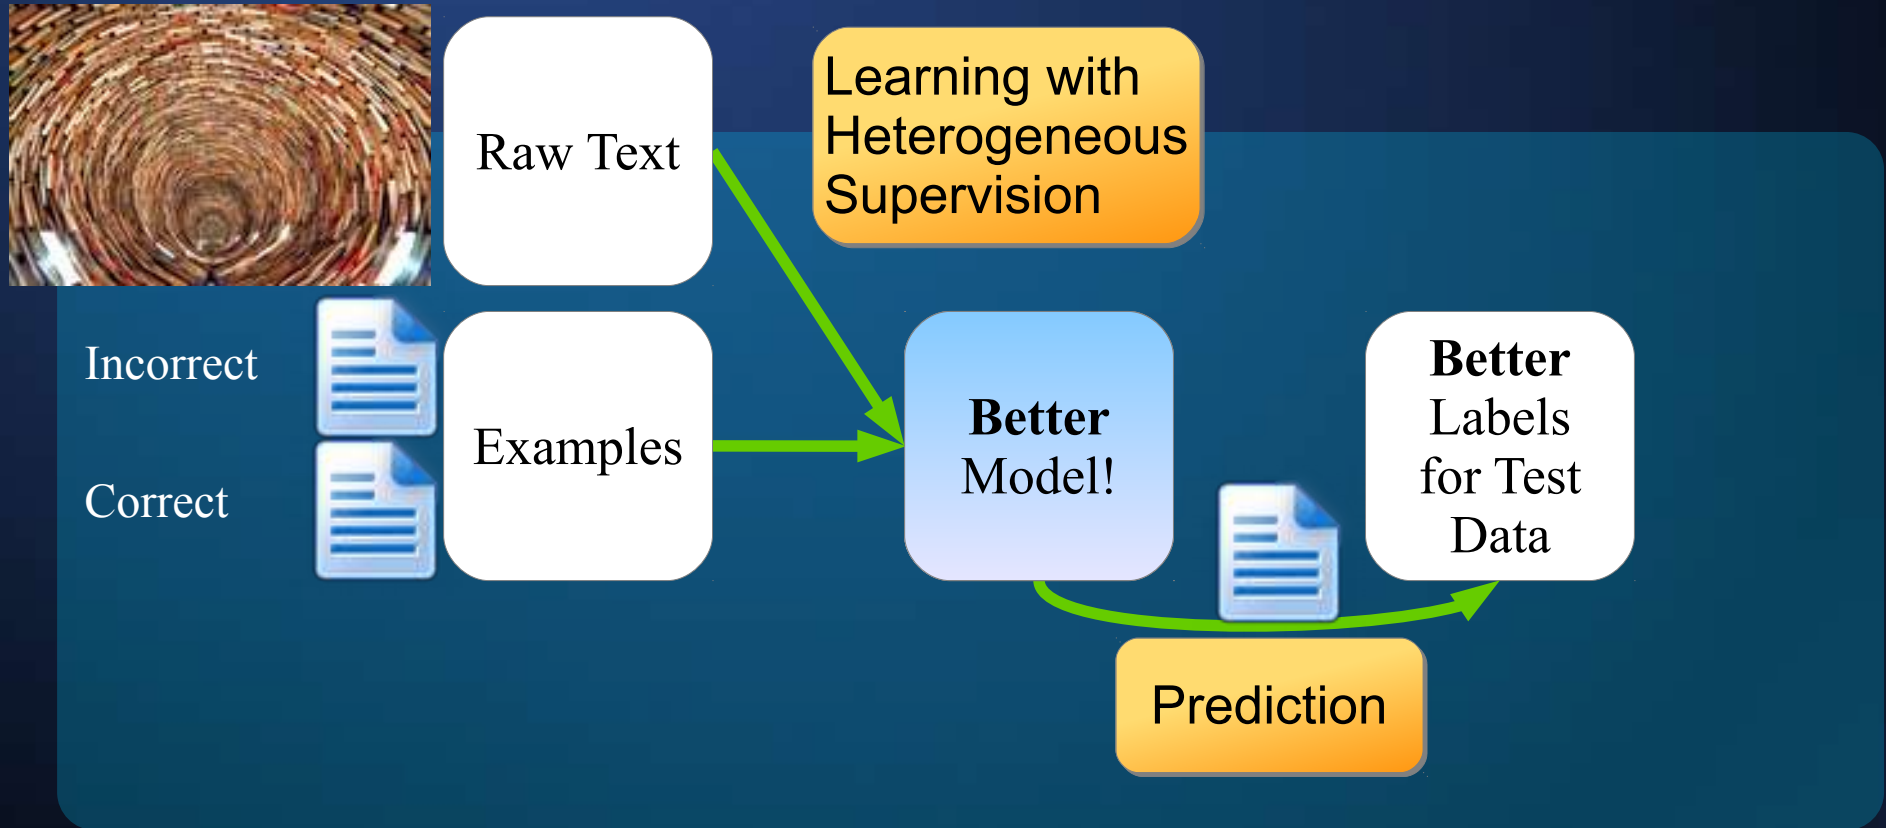 Raw Text
Learning with
Heterogeneous
Supervision
Incorrect
Correct
Examples
Better
Model!
Better
Labels
for Test
Data
Prediction